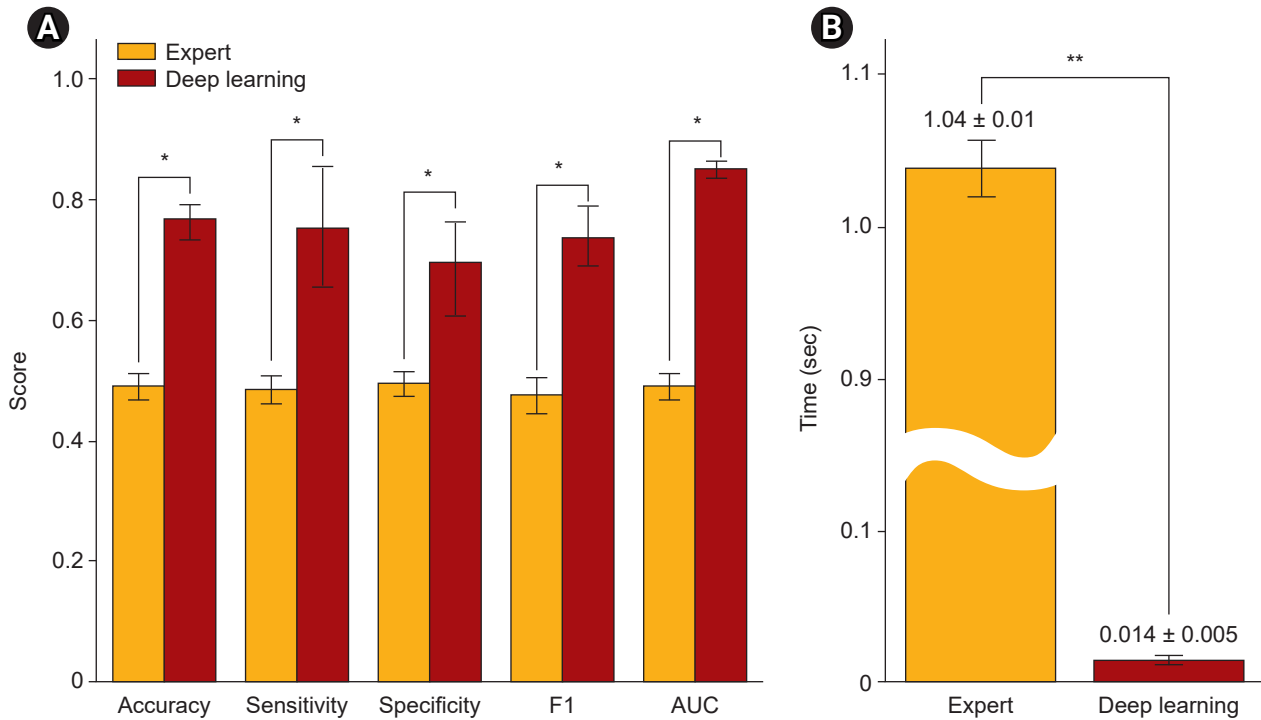 A
Expert
Deep learning
Score
1.0
0.8
0.6
0.4
0.2
0
*
*
*
*
*
Accuracy
Sensitivity
Specificity
F1
AUC
B
Time (sec)
1.1
1.0
0.9
0.1
0
**
1.04 ± 0.01
0.014 ± 0.005
Expert
Deep learning